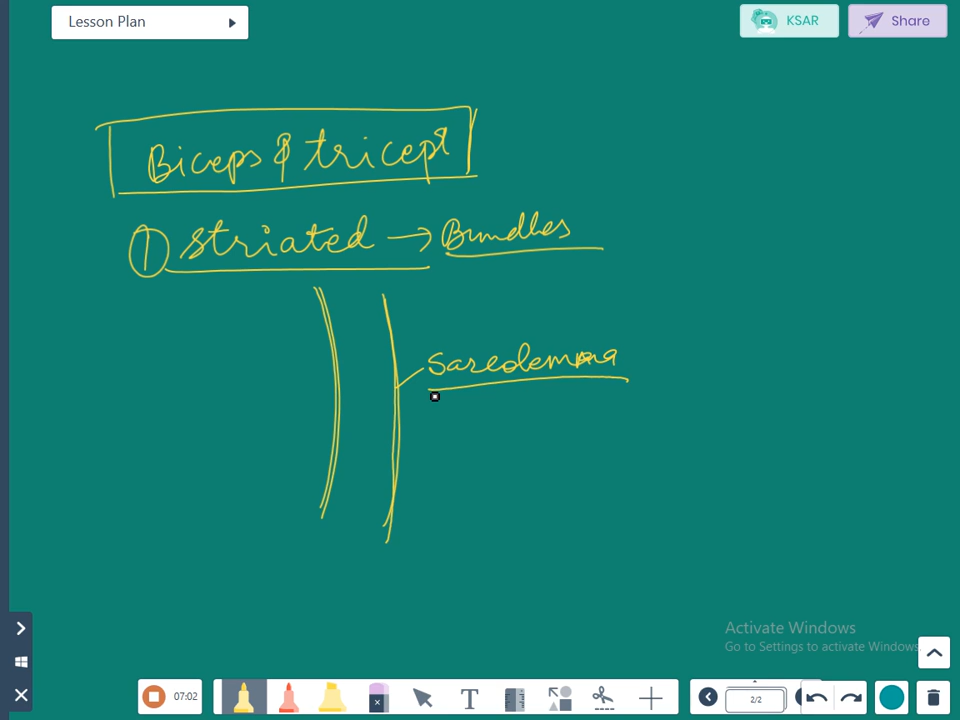 Lesson Plan
KSAR
Share
Biceps & tricept
① Striated → Bundles
Sarcolemma
Activate Windows
Go to Settings to activate Windows.
07:02
T
2/2